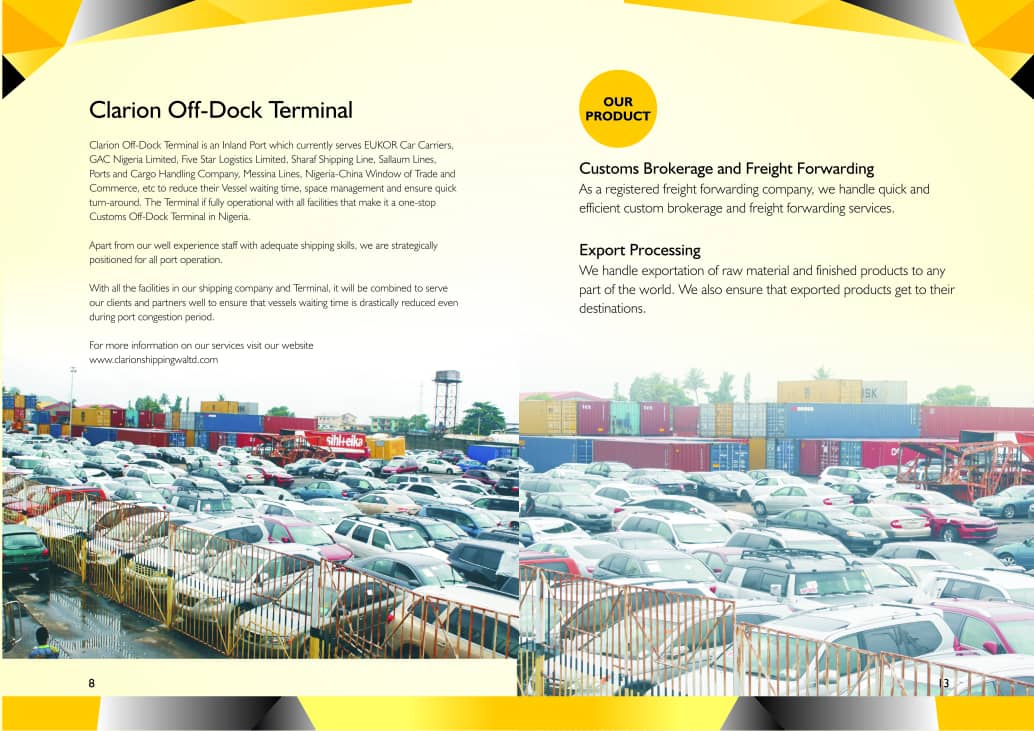 Clarion Off-Dock Terminal
Clarion Off-Dock Terminal is an Inland Port which currently serves EUKOR Car Carriers,
GAC Nigeria Limited, Five Star Logistics Limited, Sharaf Shipping Line, Sallaum Lines,
Ports and Cargo Handling Company, Messina Lines, Nigeria-China Window of Trade and
Commerce, etc to reduce their Vessel waiting time, space management and ensure quick
turn-around. The Terminal if fully operational with all facilities that make it a one-stop
Customs Off-Dock Terminal in Nigeria.
Apart from our well experience staff with adequate shipping skills, we are strategically
positioned for all port operation.
With all the facilities in our shipping company and Terminal, it will be combined to serve
our clients and partners well to ensure that vessels waiting time is drastically reduced even
during port congestion period.
For more information on our services visit our website
www.clarionshippingwaltd.com
sihl+eika
8
OUR
PRODUCT
Customs Brokerage and Freight Forwarding
As a registered freight forwarding company, we handle quick and
efficient custom brokerage and freight forwarding services.
Export Processing
We handle exportation of raw material and finished products to any
part of the world. We also ensure that exported products get to their
destinations.
13